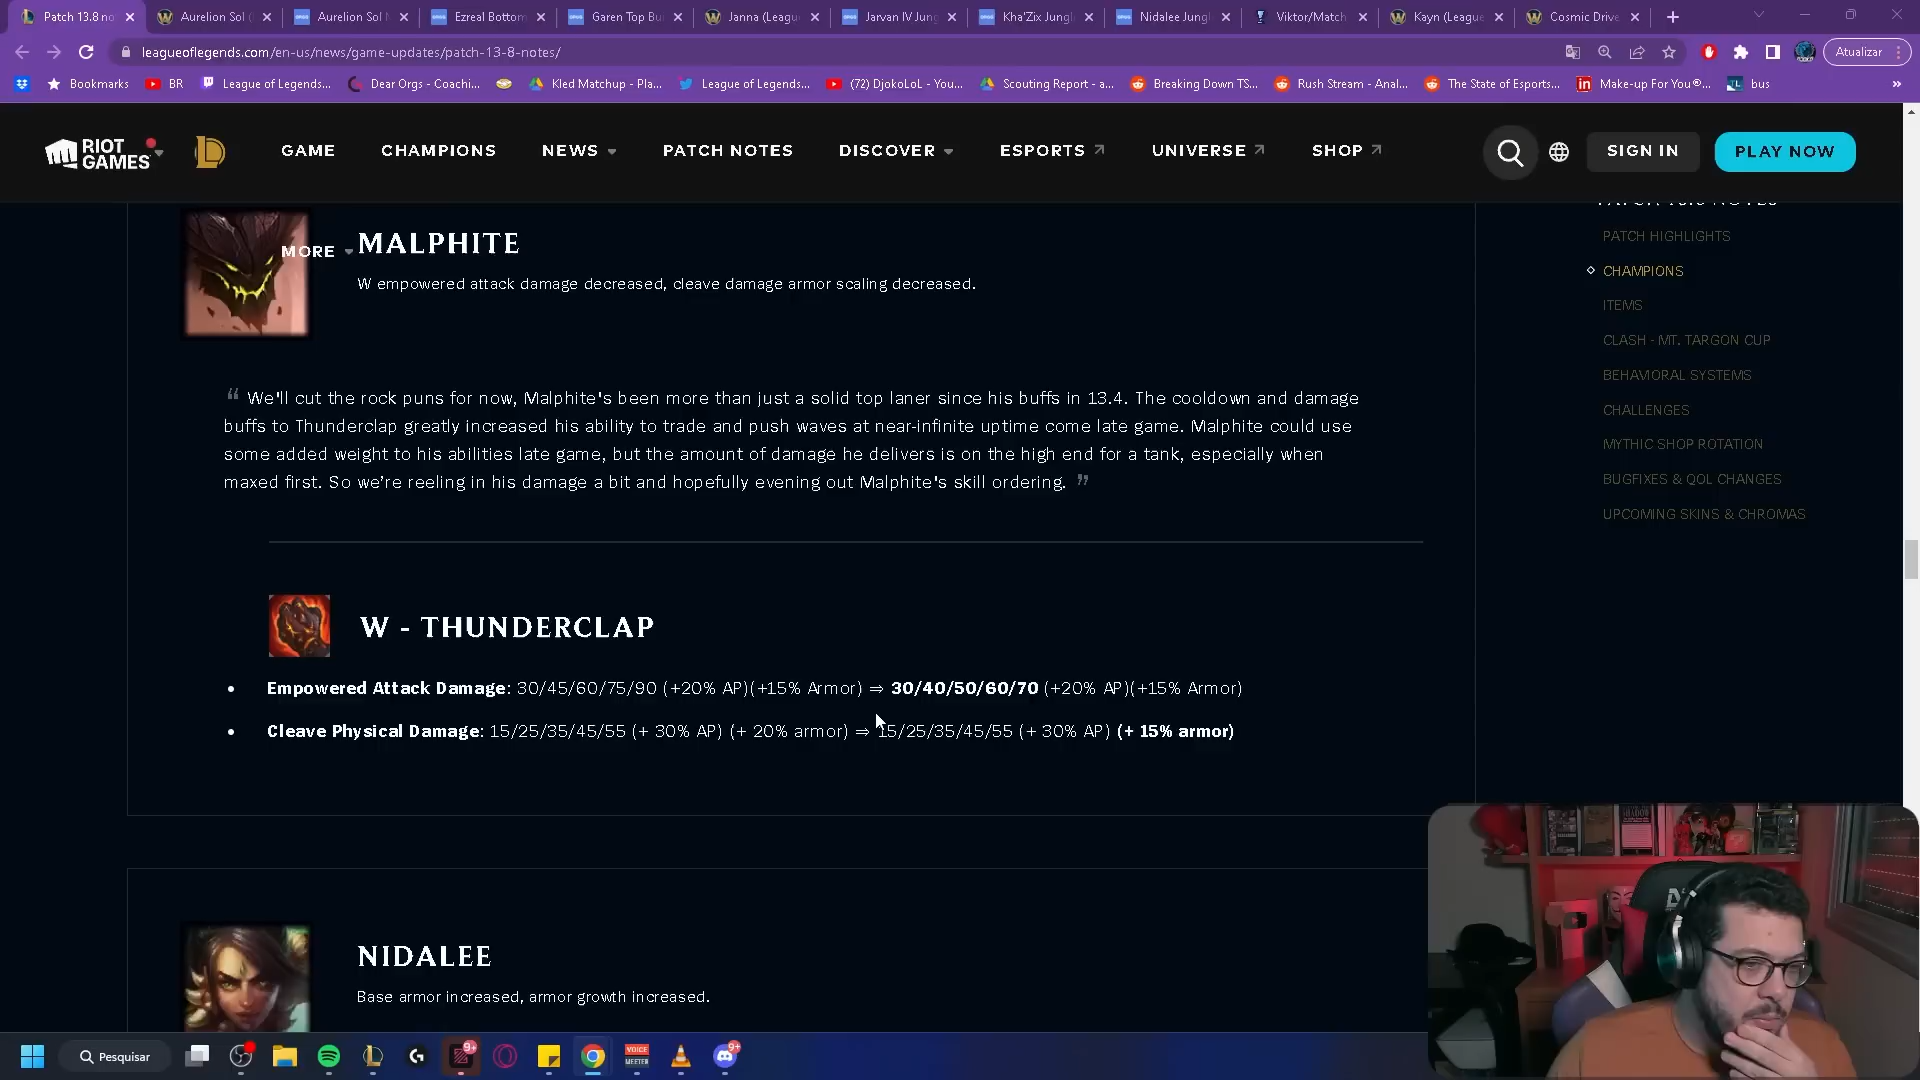 Patch 13.8 no
Aurelion Sol (
Aurelion Sol M
Ezreal Bottom
Garen Top Bu
Janna (Leagu
Jarvan IV Jung
Kha'Zix Jungl
Nidalee Jungl
Viktor/Match
Kayn (League
Cosmic Drive
leagueoflegends.com/en-us/news/game-updates/patch-13-8-notes/
Atualizar
Bookmarks
BR
League of Legends...
Dear Orgs - Coachi...
Kled Matchup - Pla...
League of Legends...
(72) DjokoLoL - You...
Scouting Report - a...
Breaking Down TS...
Rush Stream - Anal...
The State of Esports...
Make-up For You®...
bus
»
RIOT GAMES
GAME
CHAMPIONS
NEWS
PATCH NOTES
DISCOVER
ESPORTS
UNIVERSE
SHOP
SIGN IN
PLAY NOW
MORE
MALPHITE
W empowered attack damage decreased, cleave damage armor scaling decreased.
“ We'll cut the rock puns for now, Malphite's been more than just a solid top laner since his buffs in 13.4. The cooldown and damage
buffs to Thunderclap greatly increased his ability to trade and push waves at near-infinite uptime come late game. Malphite could use
some added weight to his abilities late game, but the amount of damage he delivers is on the high end for a tank, especially when
maxed first. So we’re reeling in his damage a bit and hopefully evening out Malphite's skill ordering. ”
W - THUNDERCLAP
• Empowered Attack Damage: 30/45/60/75/90 (+20% AP)(+15% Armor) ⇒ 30/40/50/60/70 (+20% AP)(+15% Armor)
• Cleave Physical Damage: 15/25/35/45/55 (+ 30% AP) (+ 20% armor) ⇒ 15/25/35/45/55 (+ 30% AP) (+ 15% armor)
NIDALEE
Base armor increased, armor growth increased.
PATCH 13.8 NOTES
PATCH HIGHLIGHTS
CHAMPIONS
ITEMS
CLASH - MT. TARGON CUP
BEHAVIORAL SYSTEMS
CHALLENGES
MYTHIC SHOP ROTATION
BUGFIXES & QOL CHANGES
UPCOMING SKINS & CHROMAS
Pesquisar
9+
VOICE
MEETER
9+